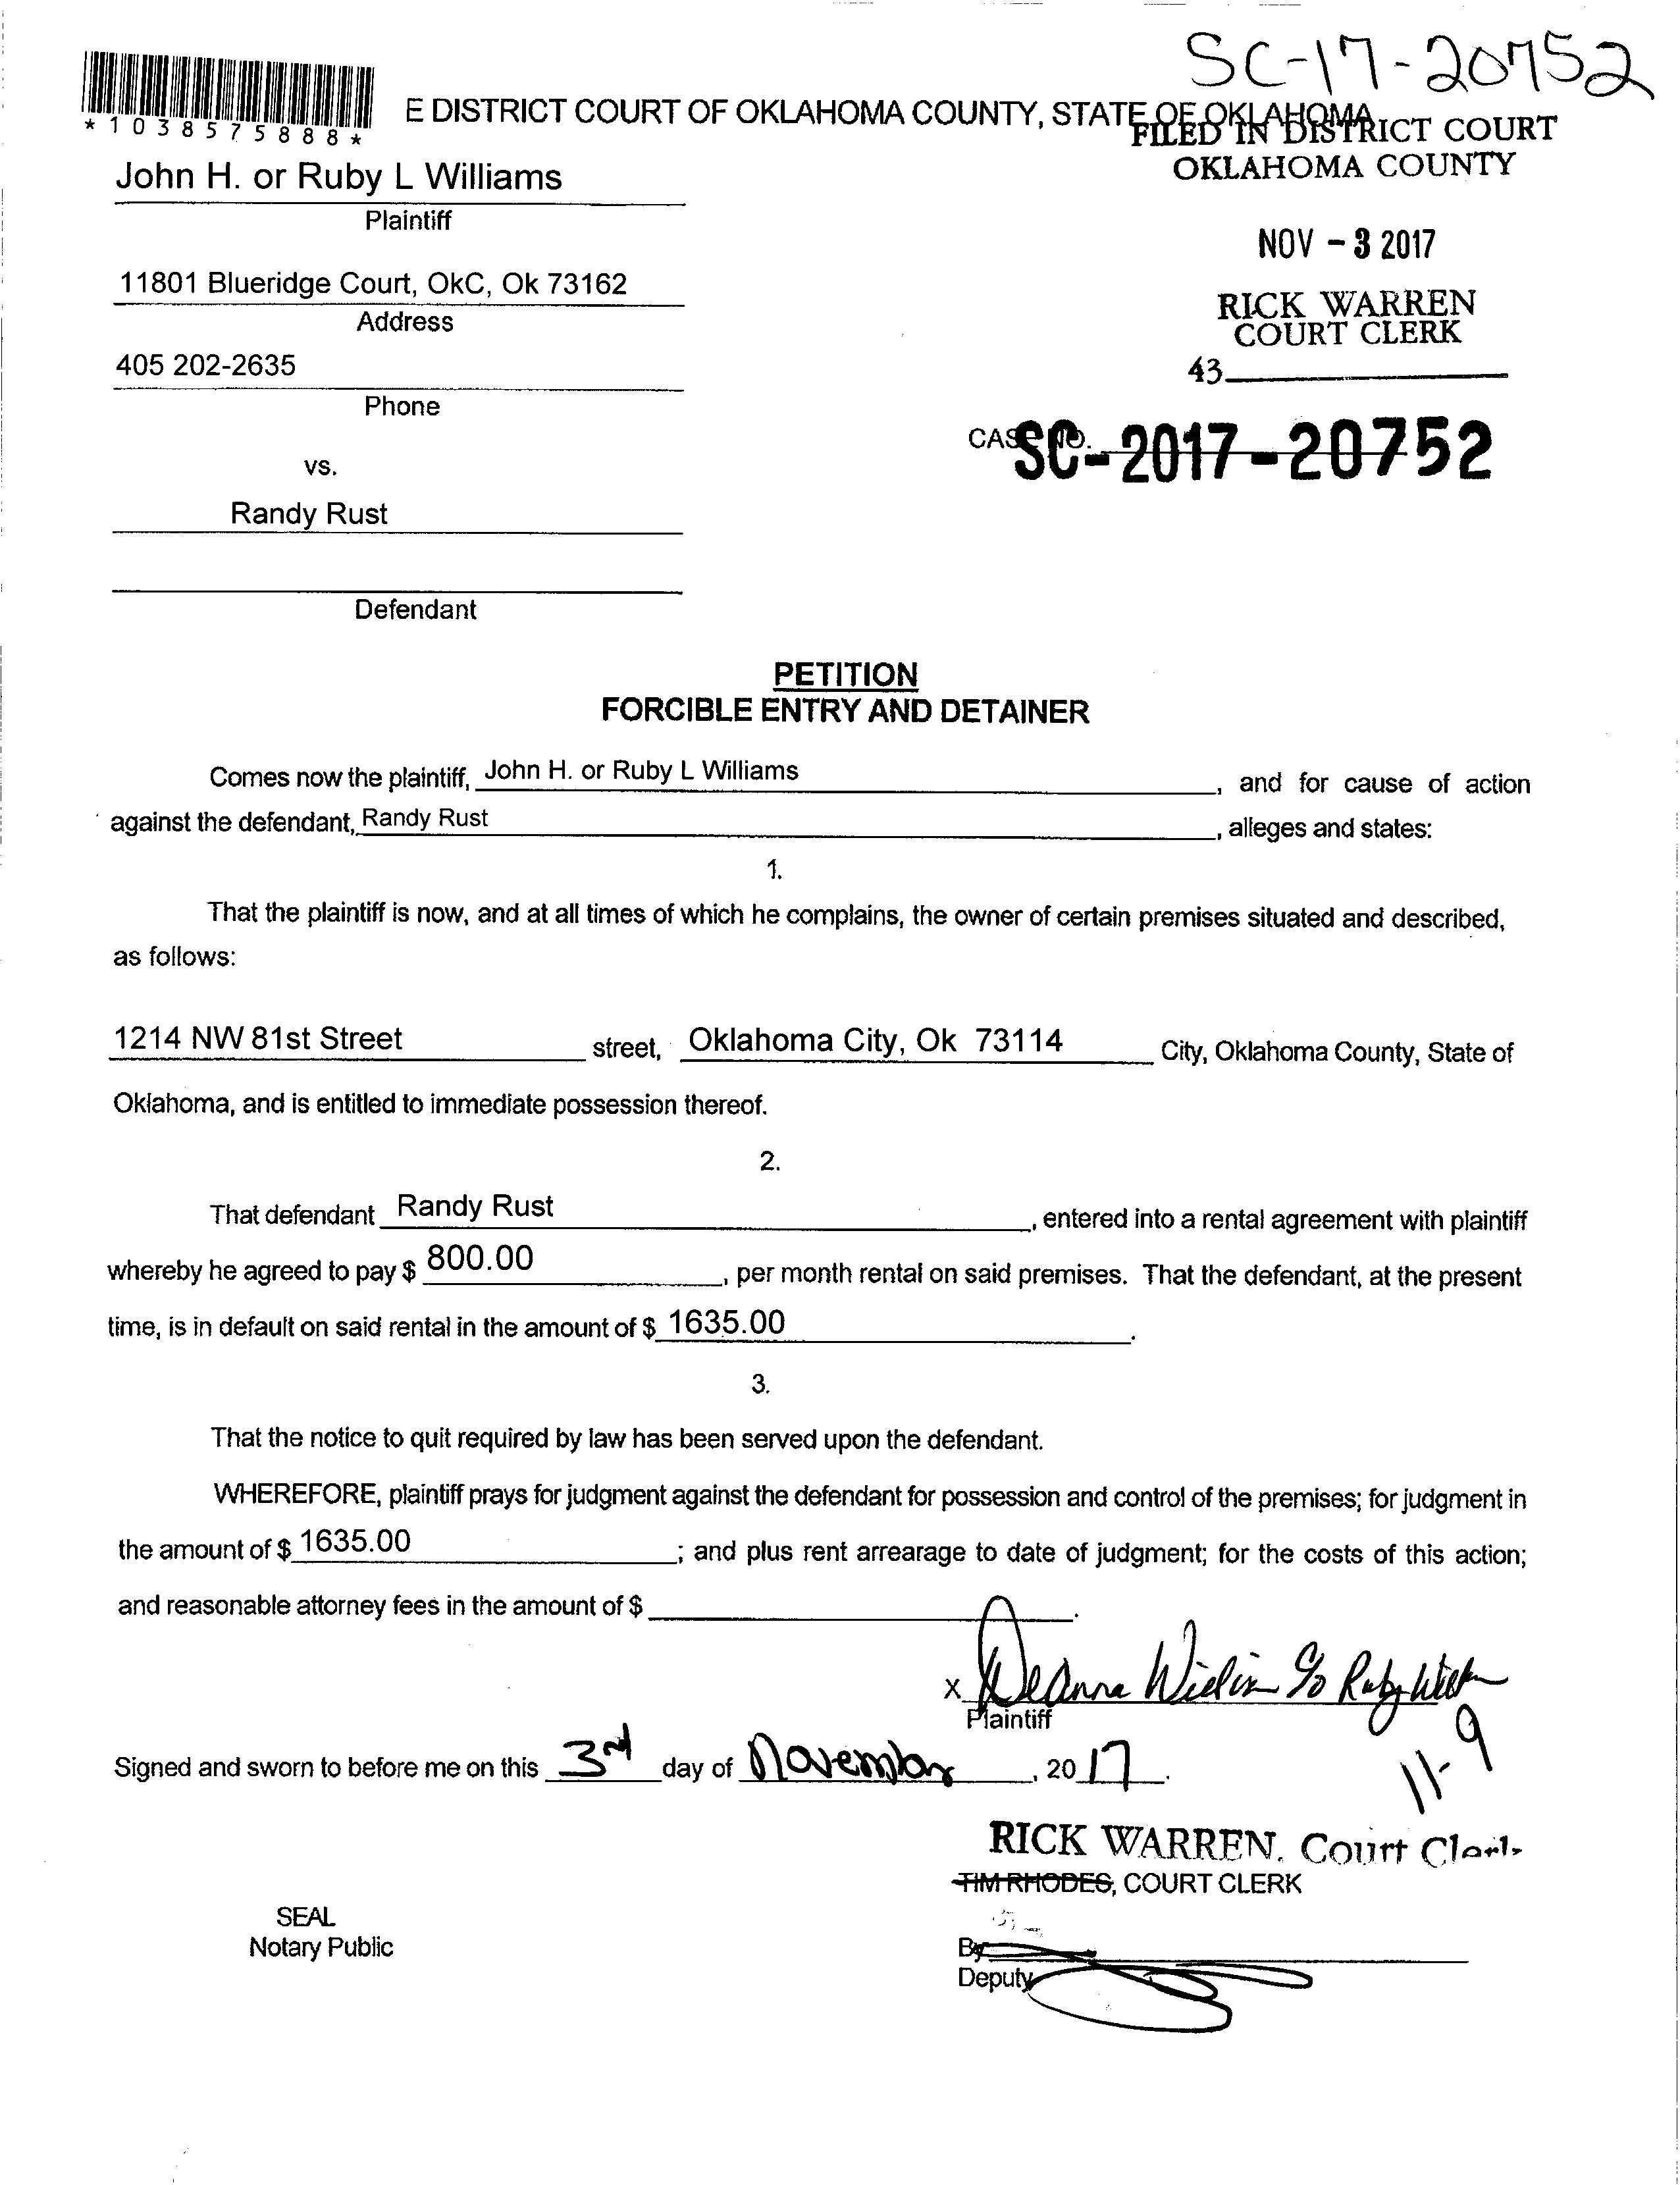 SC-17-20752
*1038575888*
E DISTRICT COURT OF OKLAHOMA COUNTY, STATE OF OKLAHOMA
FILED IN DISTRICT COURT
OKLAHOMA COUNTY
John H. or Ruby L Williams
Plaintiff
NOV - 3 2017
11801 Blueridge Court, OkC, Ok 73162
Address
RICK WARREN
COURT CLERK
405 202-2635
43
Phone
CASE NO.
SC-2017-20752
vs.
Randy Rust
Defendant
PETITION
FORCIBLE ENTRY AND DETAINER
Comes now the plaintiff, John H. or Ruby L Williams, and for cause of action
against the defendant, Randy Rust, alleges and states:
1.
That the plaintiff is now, and at all times of which he complains, the owner of certain premises situated and described,
as follows:
1214 NW 81st Street street, Oklahoma City, Ok 73114 City, Oklahoma County, State of
Oklahoma, and is entitled to immediate possession thereof.
2.
That defendant Randy Rust, entered into a rental agreement with plaintiff
whereby he agreed to pay $ 800.00, per month rental on said premises. That the defendant, at the present
time, is in default on said rental in the amount of $ 1635.00.
3.
That the notice to quit required by law has been served upon the defendant.
WHEREFORE, plaintiff prays for judgment against the defendant for possession and control of the premises; for judgment in
the amount of $ 1635.00; and plus rent arrearage to date of judgment; for the costs of this action;
and reasonable attorney fees in the amount of $.
X DeAnna % Ruby
Plaintiff
11-9
Signed and sworn to before me on this 3rd day of November, 2017.
RICK WARREN, Court Clerk
TIM RHODES, COURT CLERK
SEAL
Notary Public
By
Deputy